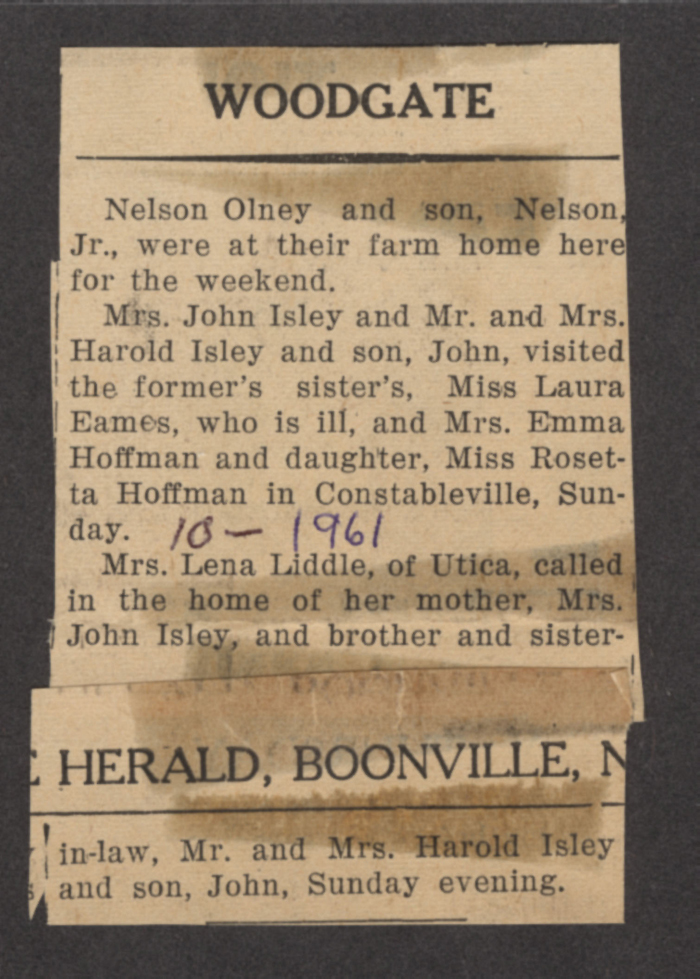 WOODGATE
Nelson Olney and son, Nelson,
Jr., were at their farm home here
for the weekend.
Mrs. John Isley and Mr. and Mrs.
Harold Isley and son, John, visited
the former's sister's, Miss Laura
Eames, who is ill, and Mrs. Emma
Hoffman and daughter, Miss Roset-
ta Hoffman in Constableville, Sun-
day. 10 - 1961
Mrs. Lena Liddle, of Utica, called
in the home of her mother, Mrs.
John Isley, and brother and sister-
HERALD, BOONVILLE, N
in-law, Mr. and Mrs. Harold Isley
and son, John, Sunday evening.